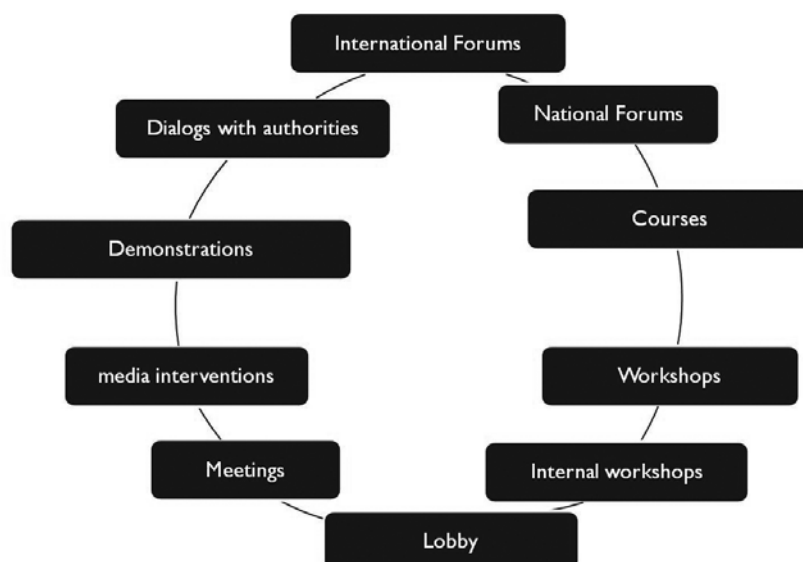 International Forums
National Forums
Courses
Workshops
Internal workshops
Lobby
Meetings
media interventions
Demonstrations
Dialogs with authorities